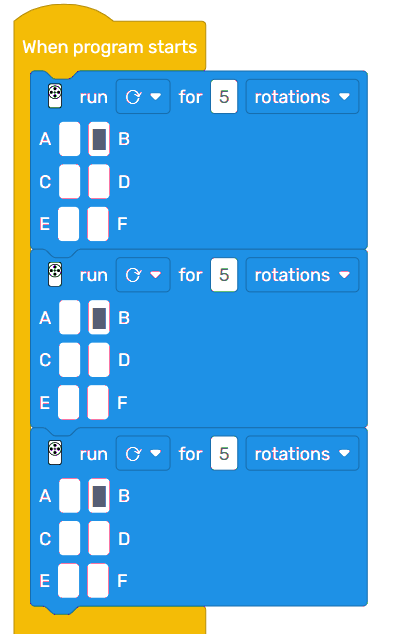 When program starts
run for 5 rotations
A B
C D
E F
run for 5 rotations
A B
C D
E F
run for 5 rotations
A B
C D
E F